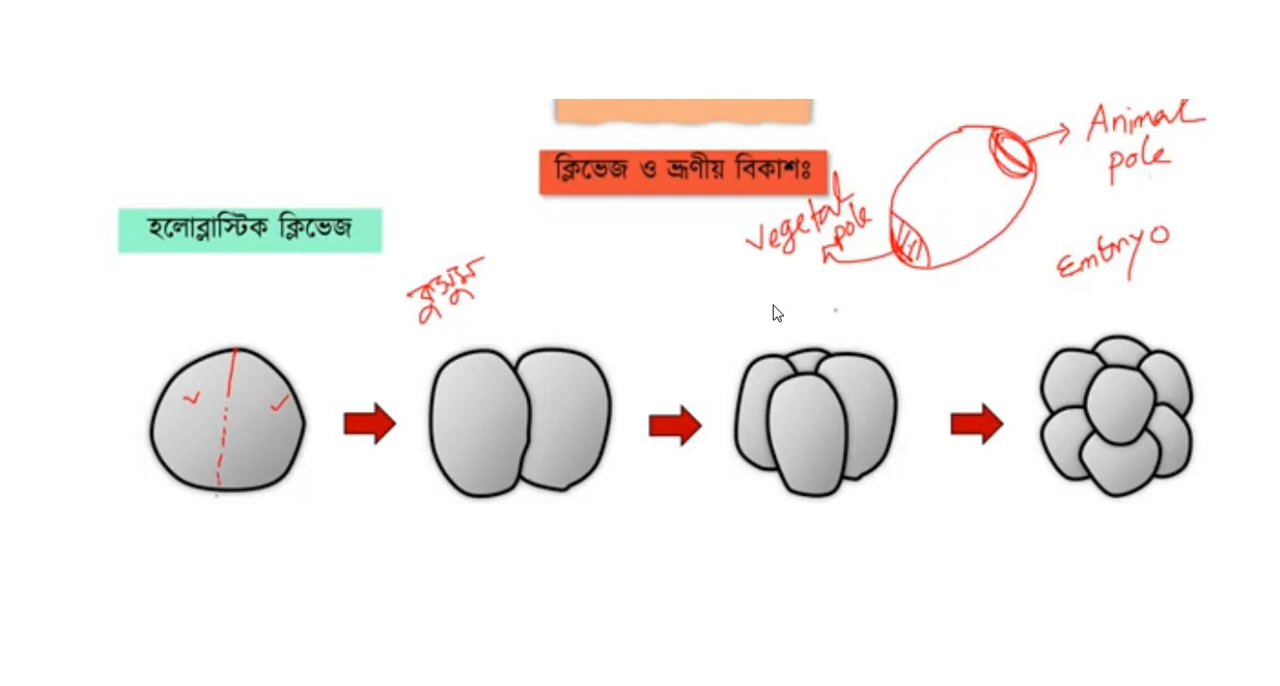 ক্লিভেজ ও ভ্রূণীয় বিকাশঃ
হলোব্লাস্টিক ক্লিভেজ
Animal
pole
Vegetal
pole
Embryo
কুসুম